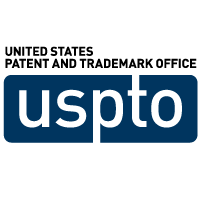 UNITED STATES
PATENT AND TRADEMARK OFFICE
uspto